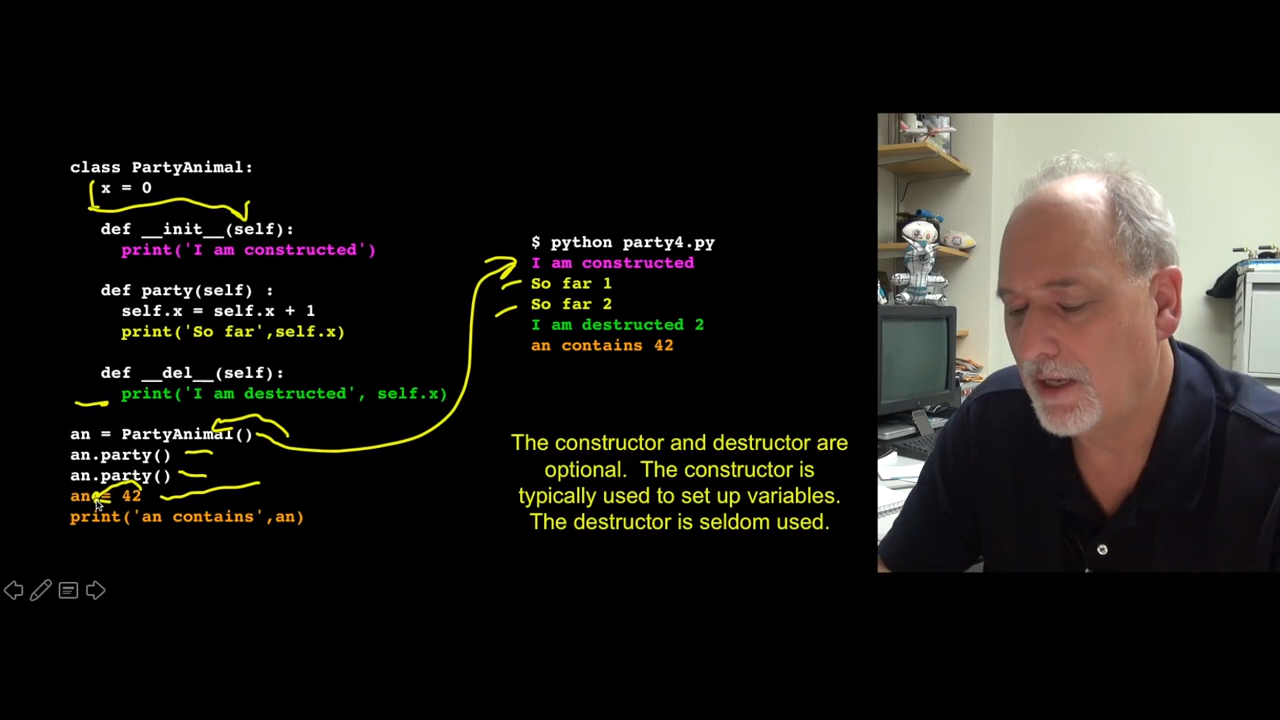 class PartyAnimal:
x = 0
def __init__(self):
print('I am constructed')
def party(self) :
self.x = self.x + 1
print('So far',self.x)
def __del__(self):
print('I am destructed', self.x)
an = PartyAnimal()
an.party()
an.party()
an = 42
print('an contains',an)
$ python party4.py
I am constructed
So far 1
So far 2
I am destructed 2
an contains 42
The constructor and destructor are
optional. The constructor is
typically used to set up variables.
The destructor is seldom used.